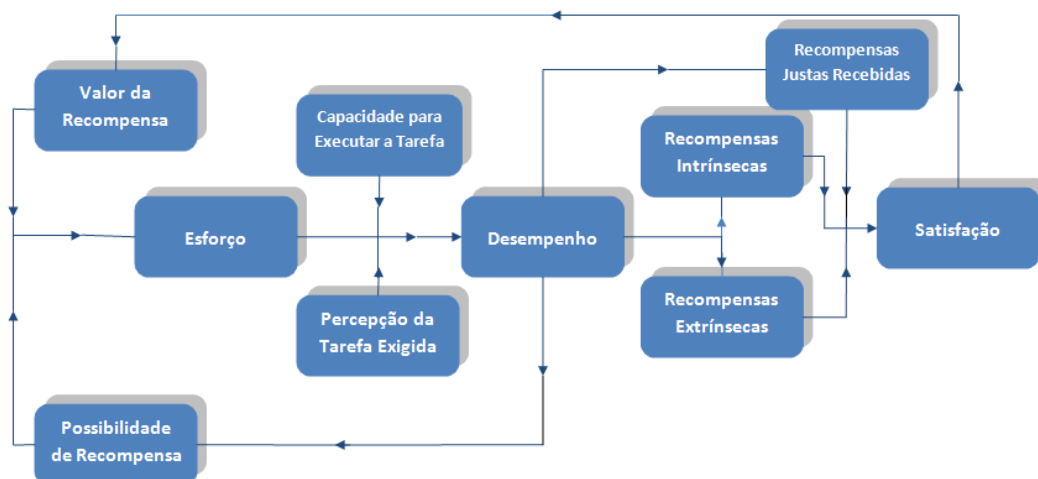 Valor da
Recompensa
Capacidade para
Executar a Tarefa
Recompensas
Justas Recebidas
Recompensas
Intrínsecas
Esforço
Desempenho
Satisfação
Percepção da
Tarefa Exigida
Recompensas
Extrínsecas
Possibilidade
de Recompensa